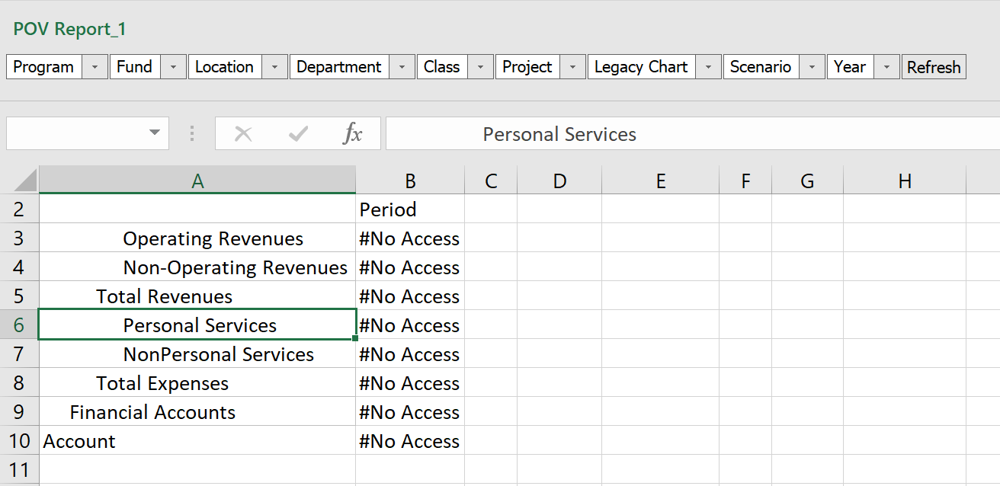 POV Report_1
Program Fund Location Department Class Project Legacy Chart Scenario Year Refresh
fx Personal Services
A B C D E F G H
2 Period
3 Operating Revenues #No Access
4 Non-Operating Revenues #No Access
5 Total Revenues #No Access
6 Personal Services #No Access
7 NonPersonal Services #No Access
8 Total Expenses #No Access
9 Financial Accounts #No Access
10 Account #No Access
11